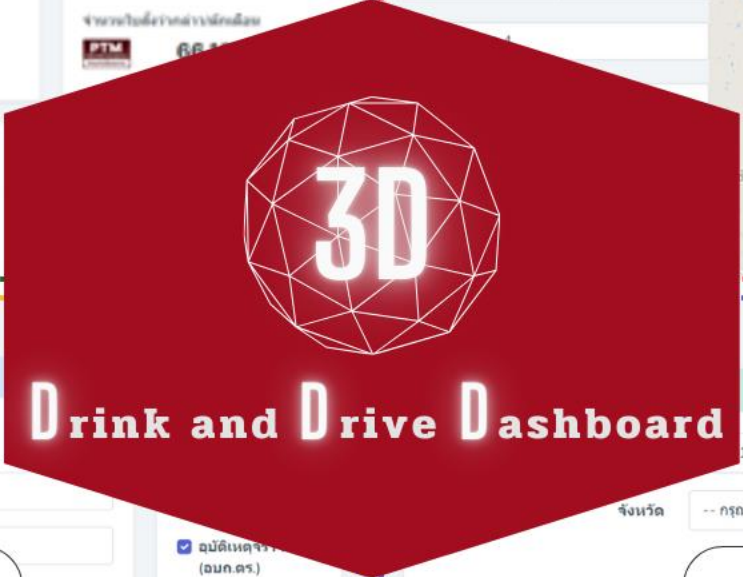 PTM
3D
Drink and Drive Dashboard
จังหวัด
-- กรุณ
อุบัติเหตุจรา
(อบก.ตร.)